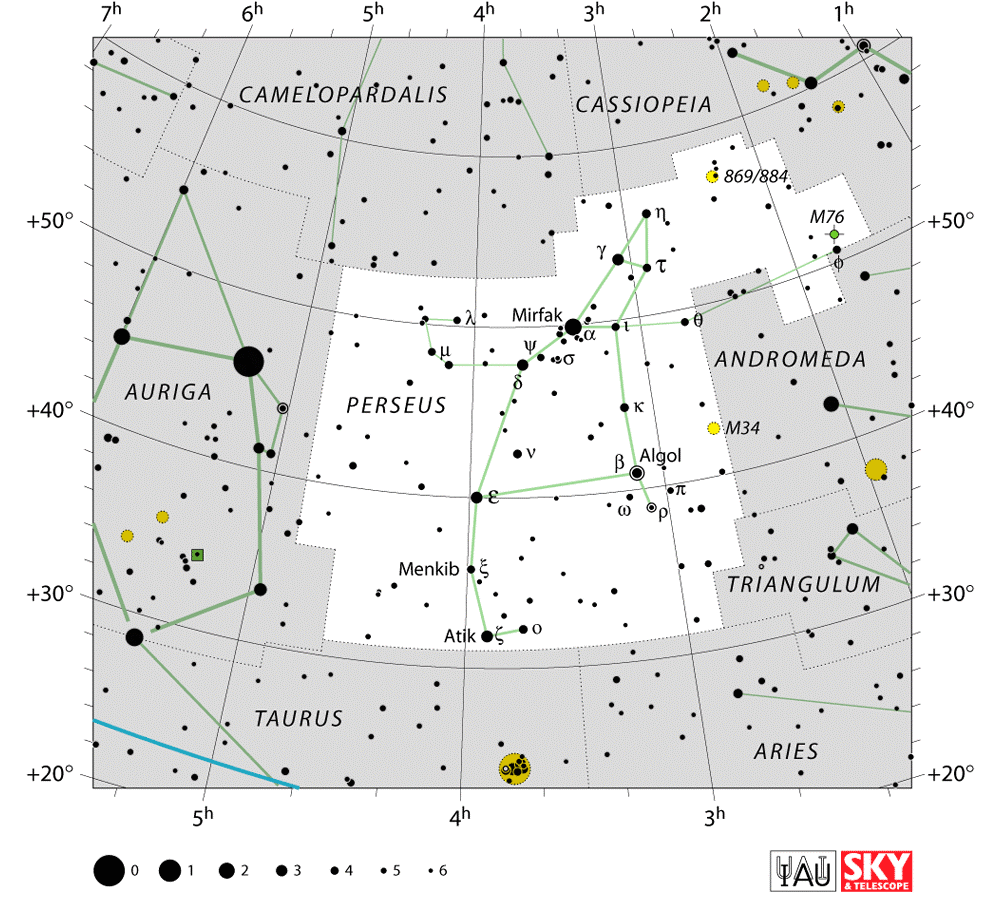 7h 6h 5h 4h 3h 2h 1h
CAMELOPARDALIS
CASSIOPEIA
869/884
+50° +50°
M76
η
γ
τ
φ
Mirfak
α
ι
θ
λ
μ
ψ
σ
δ
ANDROMEDA
AURIGA
PERSEUS
+40° +40°
κ
M34
ν
β
Algol
ε
π
ω
ρ
Menkib
ξ
TRIANGULUM
+30° +30°
Atik
ζ
ο
TAURUS
ARIES
+20° +20°
5h 4h 3h
0 1 2 3 4 5 6
IAU
SKY
& TELESCOPE